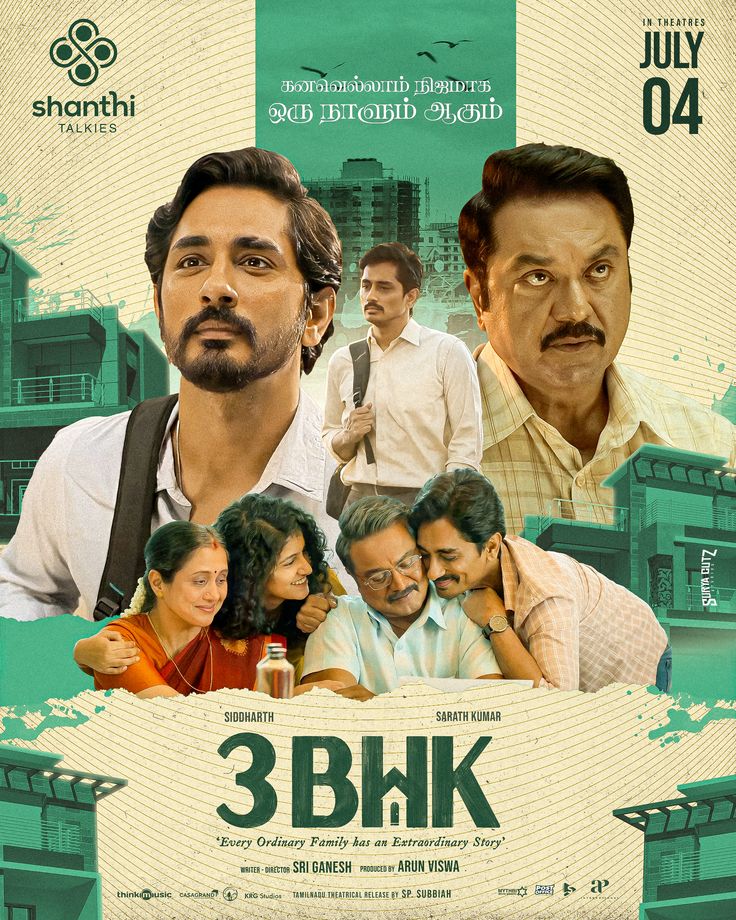 shanthi
TALKIES
கனவெல்லாம் நிஜமாக
ஒரு நாளும் ஆகும்
IN THEATRES
JULY
04
SURYA CUTZ
SIDDHARTH
SARATH KUMAR
3 BHK
‘Every Ordinary Family has an Extraordinary Story’
WRITER - DIRECTOR SRI GANESH PRODUCED BY ARUN VISWA
think music CASAGRAND KRG Studios TAMILNADU THEATRICAL RELEASE BY SP. SUBBIAH